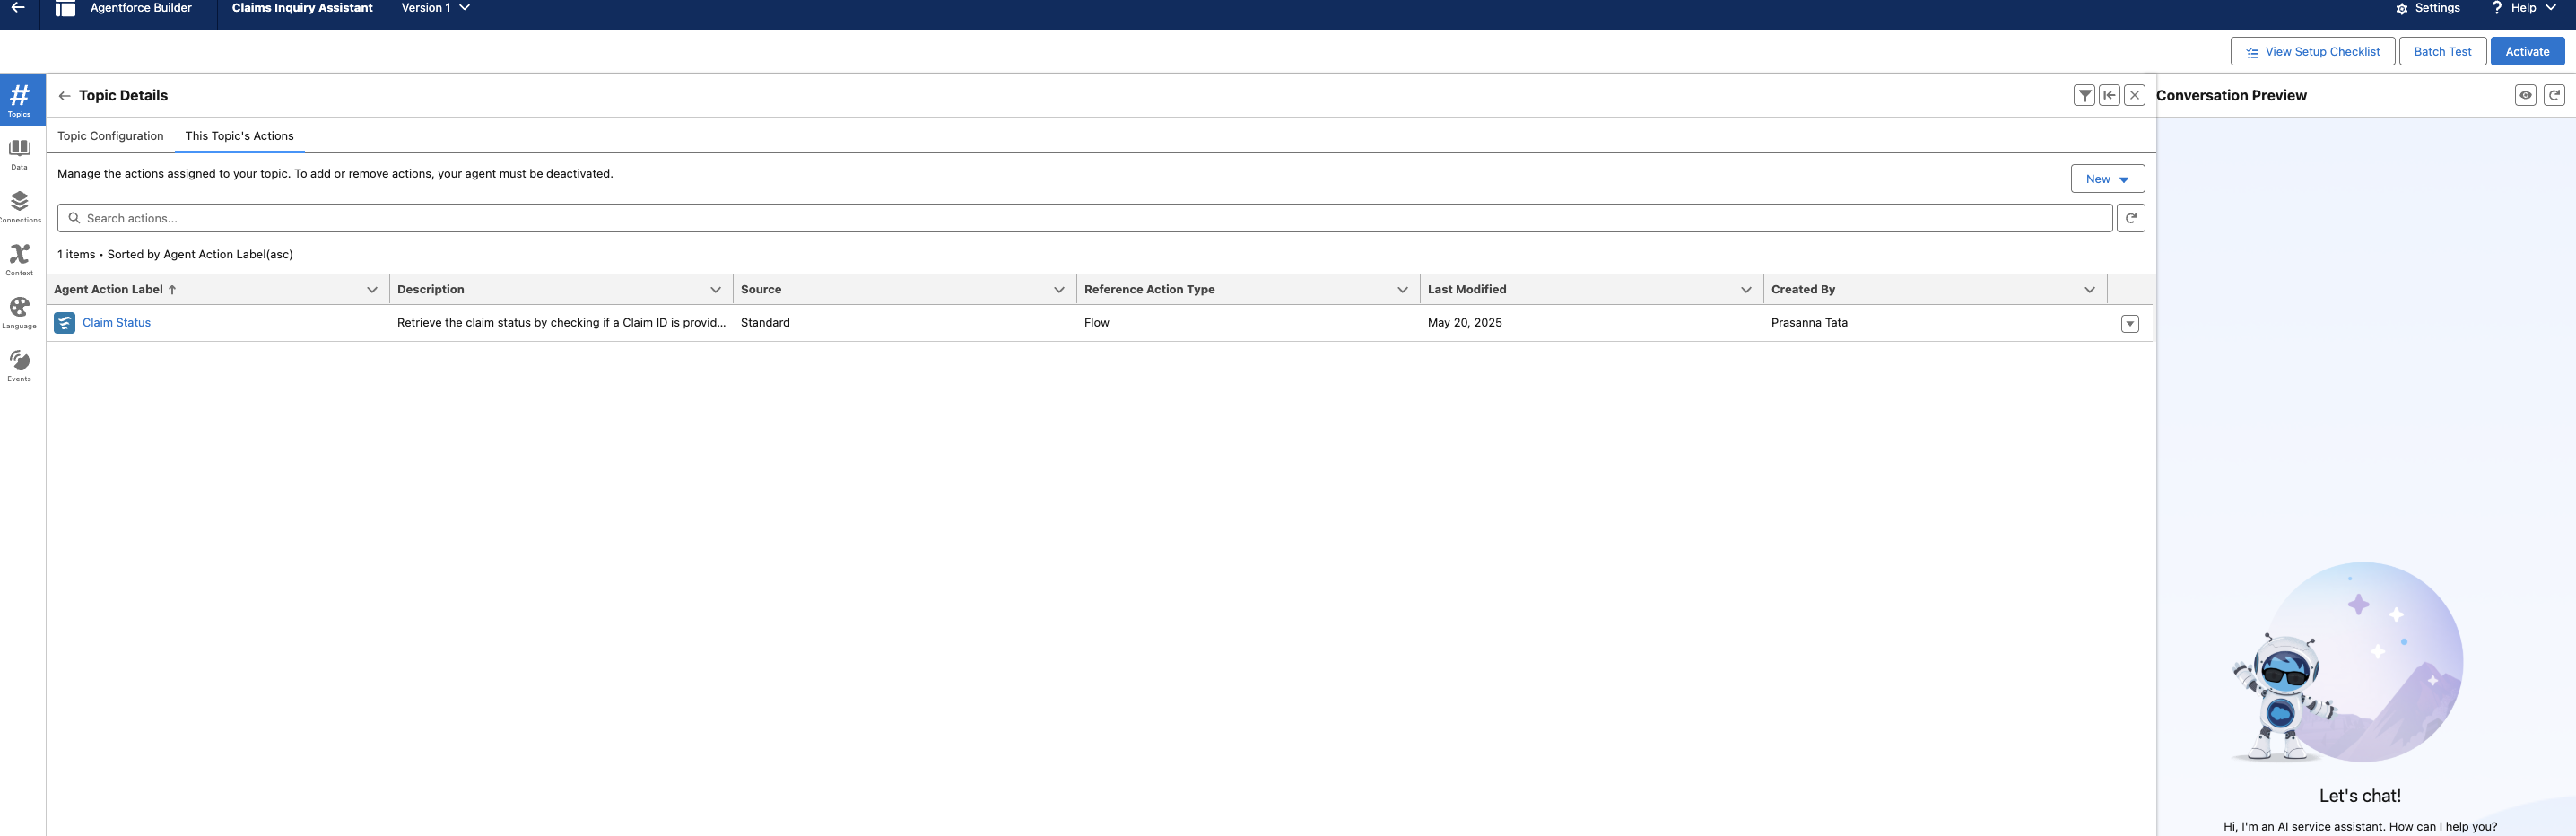 Agentforce Builder
Claims Inquiry Assistant
Version 1
Settings
? Help
View Setup Checklist
Batch Test
Activate
Topics
Data
Connections
Context
Language
Events
Topic Details
Topic Configuration
This Topic's Actions
Manage the actions assigned to your topic. To add or remove actions, your agent must be deactivated.
New
Search actions...
1 items • Sorted by Agent Action Label(asc)
Agent Action Label ↑ Description Source Reference Action Type Last Modified Created By
Claim Status Retrieve the claim status by checking if a Claim ID is provid... Standard Flow May 20, 2025 Prasanna Tata
Conversation Preview
Let's chat!
Hi, I'm an AI service assistant. How can I help you?